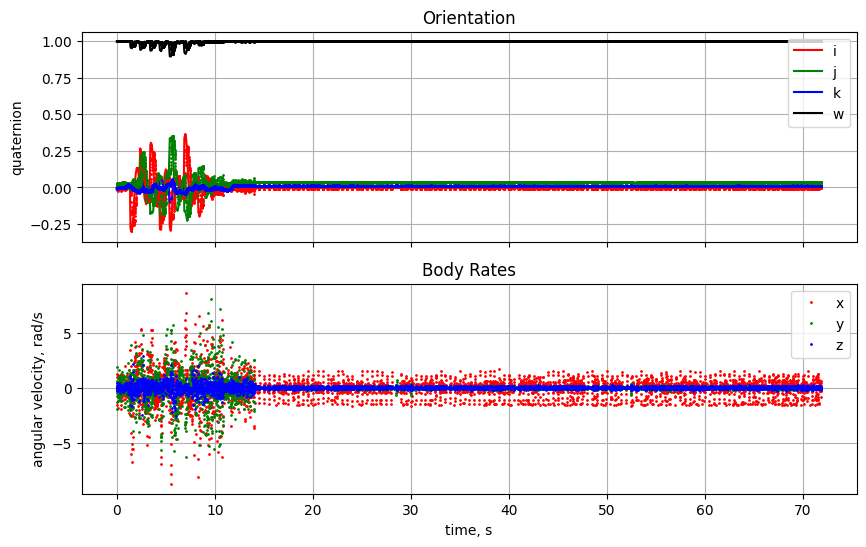 Orientation
1.00
0.75
0.50
0.25
0.00
−0.25
quaternion
i
j
k
w
Body Rates
5
0
−5
angular velocity, rad/s
x
y
z
0 10 20 30 40 50 60 70
time, s